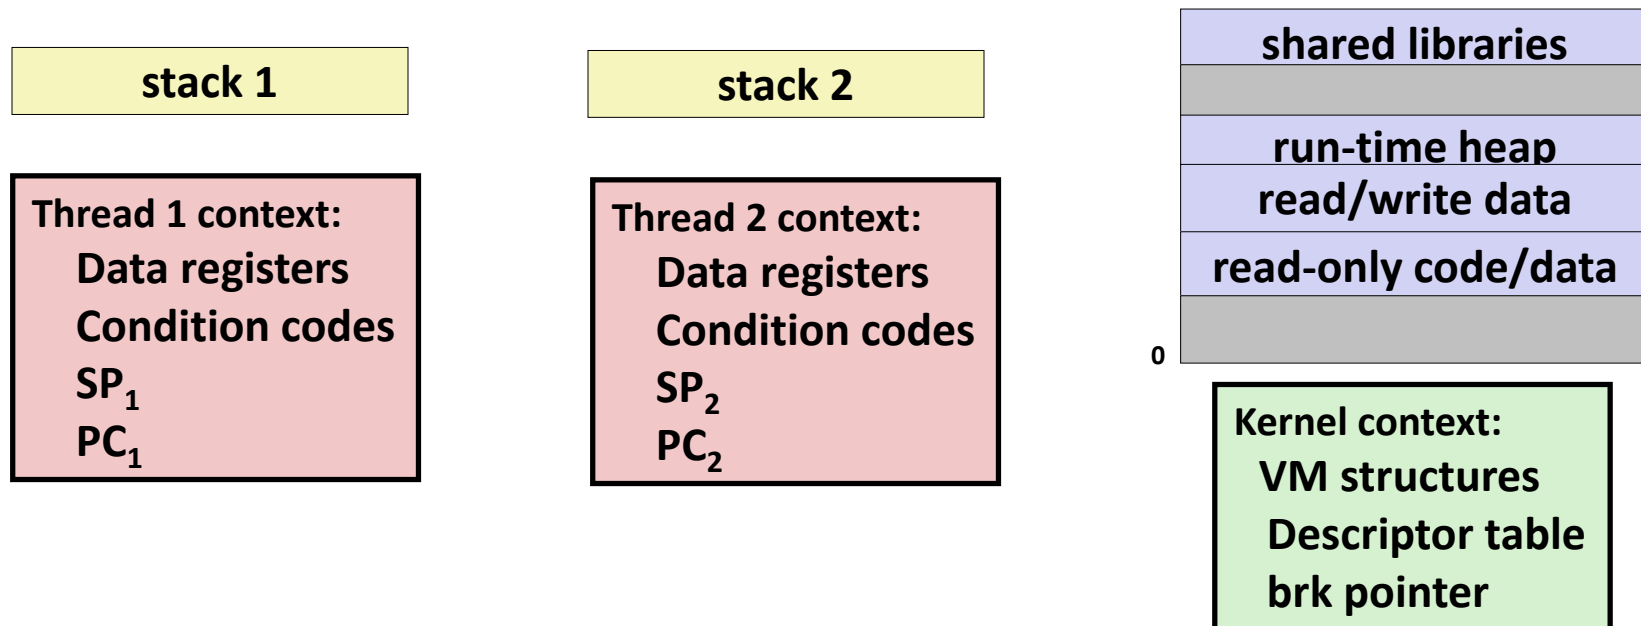 stack 1
Thread 1 context:
Data registers
Condition codes
SP₁
PC₁
stack 2
Thread 2 context:
Data registers
Condition codes
SP₂
PC₂
shared libraries
run-time heap
read/write data
read-only code/data
0
Kernel context:
VM structures
Descriptor table
brk pointer